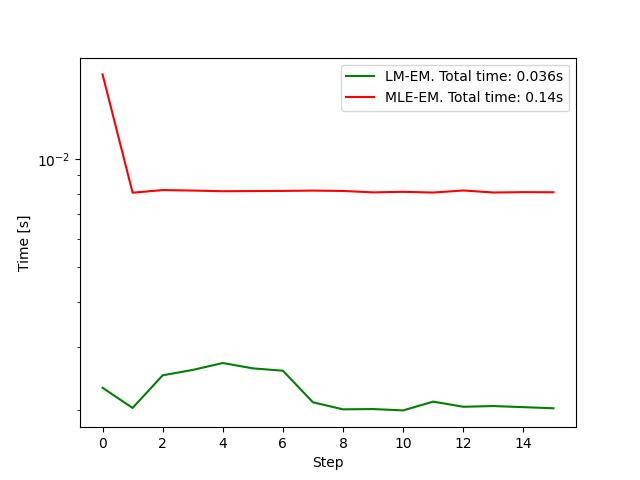 LM-EM. Total time: 0.036s
MLE-EM. Total time: 0.14s
10⁻²
Time [s]
0 2 4 6 8 10 12 14
Step